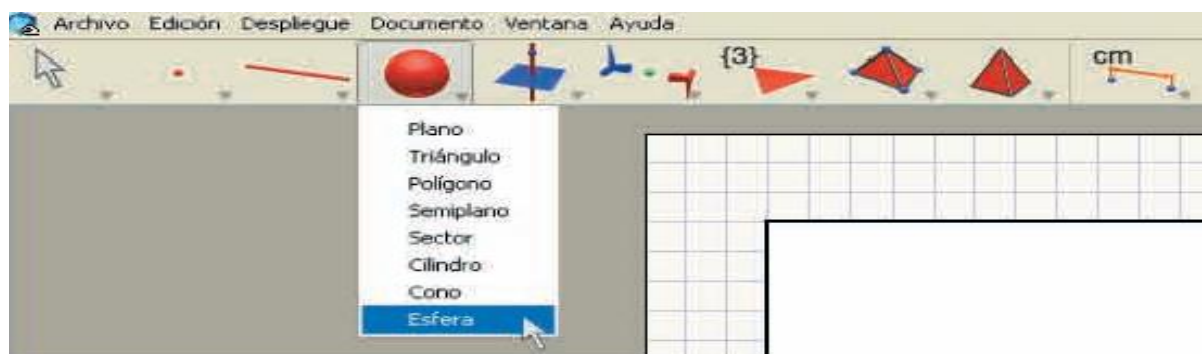 Archivo Edición Despliegue Documento Ventana Ayuda
{3}
cm
Plano
Triángulo
Polígono
Semiplano
Sector
Cilindro
Cono
Esfera